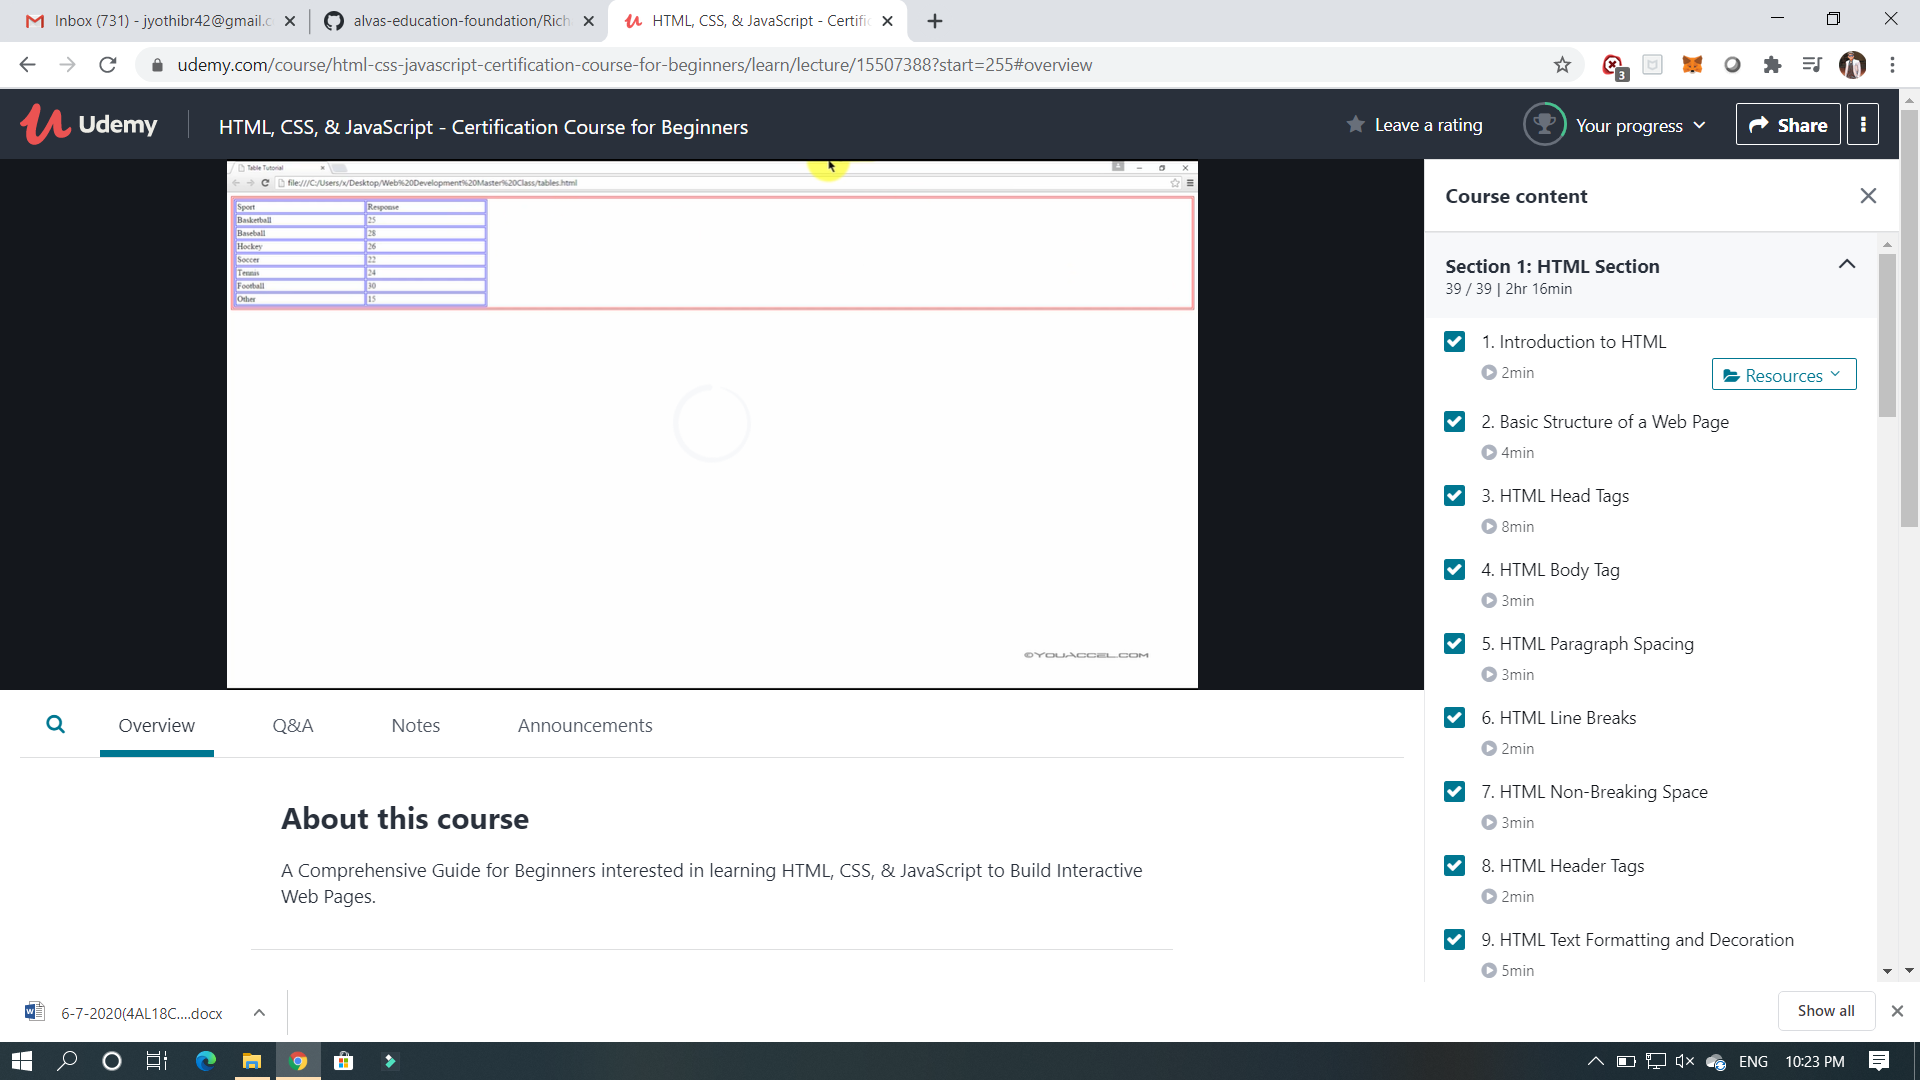 Inbox (731) - jyothibr42@gmail.c
alvas-education-foundation/Rich
HTML, CSS, & JavaScript - Certific
udemy.com/course/html-css-javascript-certification-course-for-beginners/learn/lecture/15507388?start=255#overview
3
Udemy
HTML, CSS, & JavaScript - Certification Course for Beginners
Leave a rating
Your progress
Share
Table Tutorial
file:///C:/Users/x/Desktop/Web%20Development%20Master%20Class/tables.html
Sport Response
Basketball 25
Baseball 28
Hockey 26
Soccer 22
Tennis 24
Football 30
Other 15
©YOUACCEL.COM
Course content
Section 1: HTML Section
39 / 39 | 2hr 16min
1. Introduction to HTML
2min
Resources
2. Basic Structure of a Web Page
4min
3. HTML Head Tags
8min
4. HTML Body Tag
3min
5. HTML Paragraph Spacing
3min
6. HTML Line Breaks
2min
7. HTML Non-Breaking Space
3min
8. HTML Header Tags
2min
9. HTML Text Formatting and Decoration
5min
Overview
Q&A
Notes
Announcements
About this course
A Comprehensive Guide for Beginners interested in learning HTML, CSS, & JavaScript to Build Interactive
Web Pages.
6-7-2020(4AL18C....docx
Show all
ENG
10:23 PM